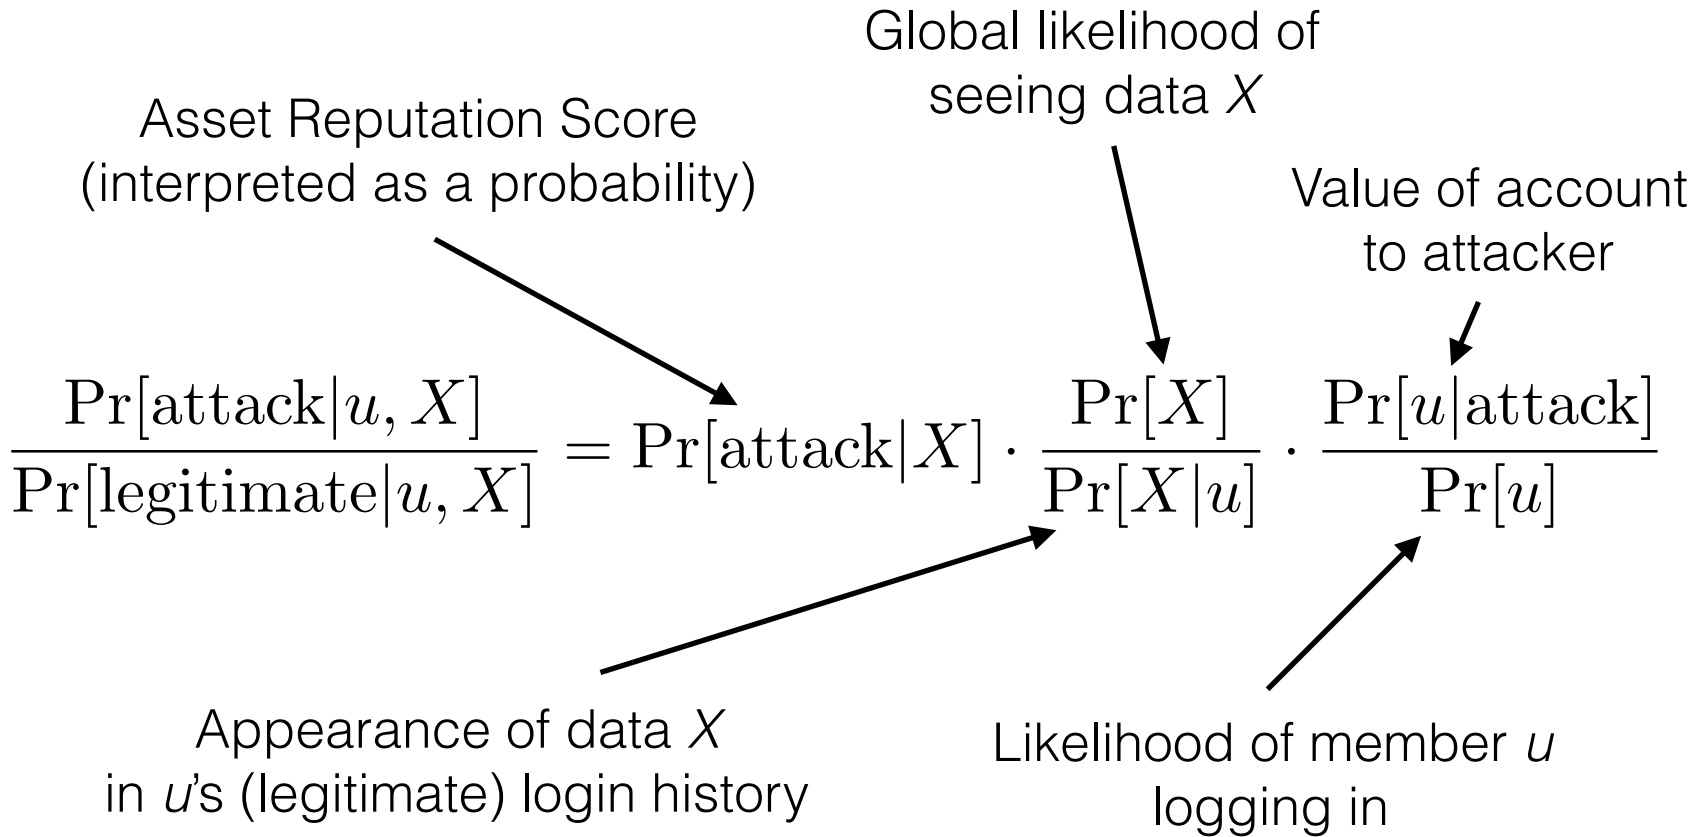 Global likelihood of
seeing data X
Asset Reputation Score
(interpreted as a probability)
Value of account
to attacker
Pr[attack|u, X] / Pr[legitimate|u, X] = Pr[attack|X] · Pr[X] / Pr[X|u] · Pr[u|attack] / Pr[u]
Appearance of data X
in u's (legitimate) login history
Likelihood of member u
logging in